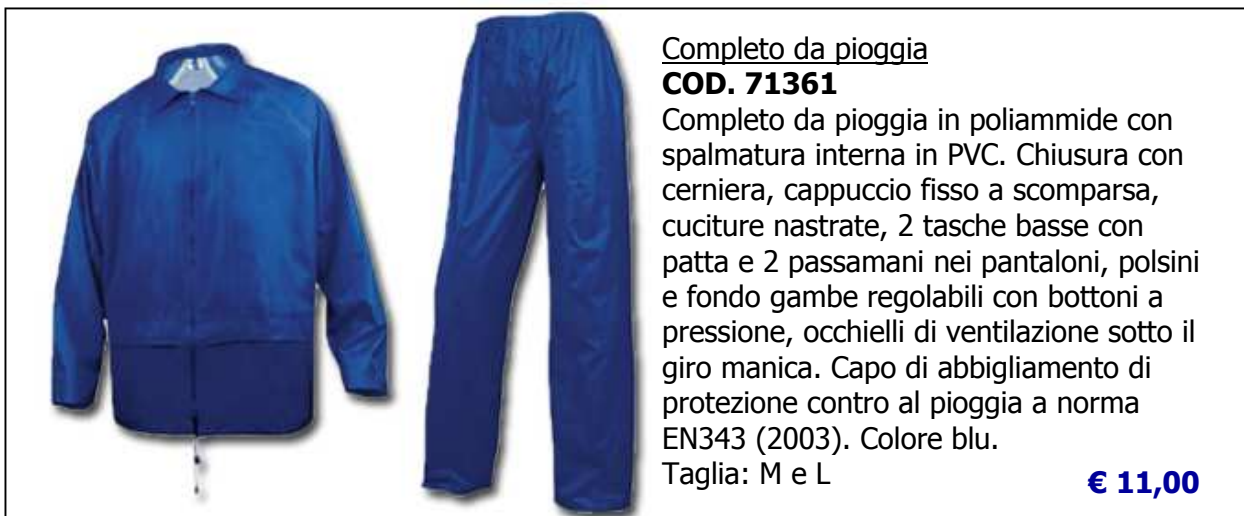 Completo da pioggia
COD. 71361
Completo da pioggia in poliammide con
spalmatura interna in PVC. Chiusura con
cerniera, cappuccio fisso a scomparsa,
cuciture nastrate, 2 tasche basse con
patta e 2 passamani nei pantaloni, polsini
e fondo gambe regolabili con bottoni a
pressione, occhielli di ventilazione sotto il
giro manica. Capo di abbigliamento di
protezione contro al pioggia a norma
EN343 (2003). Colore blu.
Taglia: M e L
€ 11,00